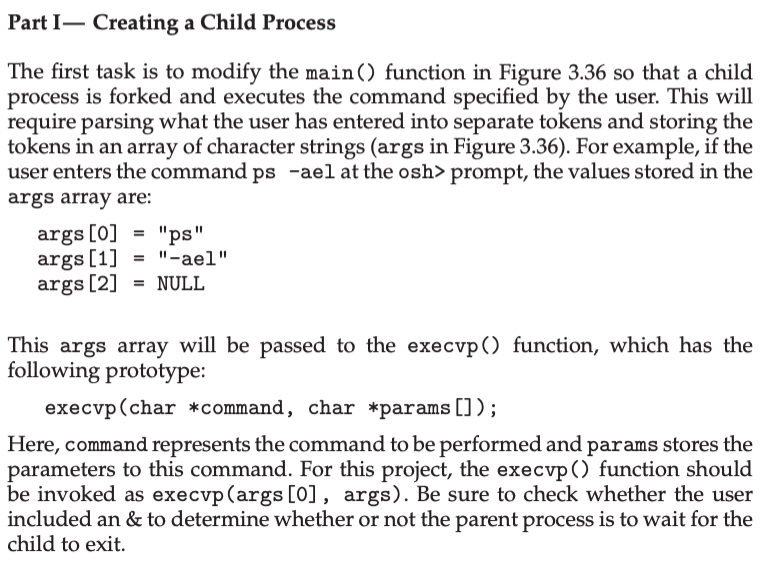 Part I— Creating a Child Process
The first task is to modify the main() function in Figure 3.36 so that a child
process is forked and executes the command specified by the user. This will
require parsing what the user has entered into separate tokens and storing the
tokens in an array of character strings (args in Figure 3.36). For example, if the
user enters the command ps -ael at the osh> prompt, the values stored in the
args array are:
args[0] = "ps"
args[1] = "-ael"
args[2] = NULL
This args array will be passed to the execvp() function, which has the
following prototype:
execvp(char *command, char *params[]);
Here, command represents the command to be performed and params stores the
parameters to this command. For this project, the execvp() function should
be invoked as execvp(args[0], args). Be sure to check whether the user
included an & to determine whether or not the parent process is to wait for the
child to exit.